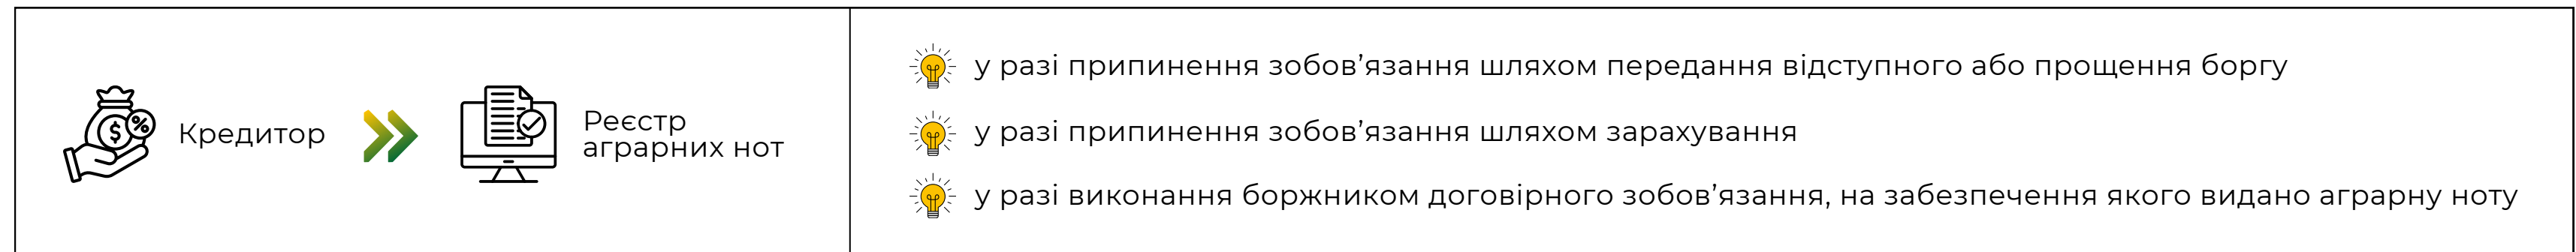 Кредитор
Реєстр
аграрних нот
у разі припинення зобов’язання шляхом передання відступного або прощення боргу
у разі припинення зобов’язання шляхом зарахування
у разі виконання боржником договірного зобов’язання, на забезпечення якого видано аграрну ноту